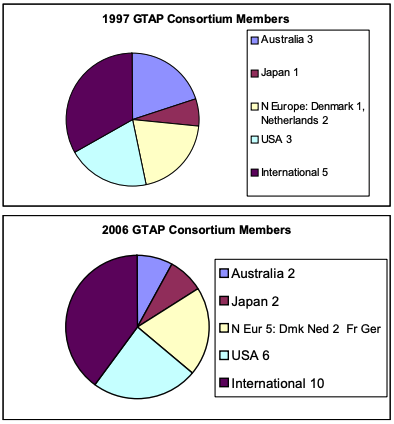 1997 GTAP Consortium Members
Australia 3
Japan 1
N Europe: Denmark 1,
Netherlands 2
USA 3
International 5
2006 GTAP Consortium Members
Australia 2
Japan 2
N Eur 5: Dmk Ned 2 Fr Ger
USA 6
International 10